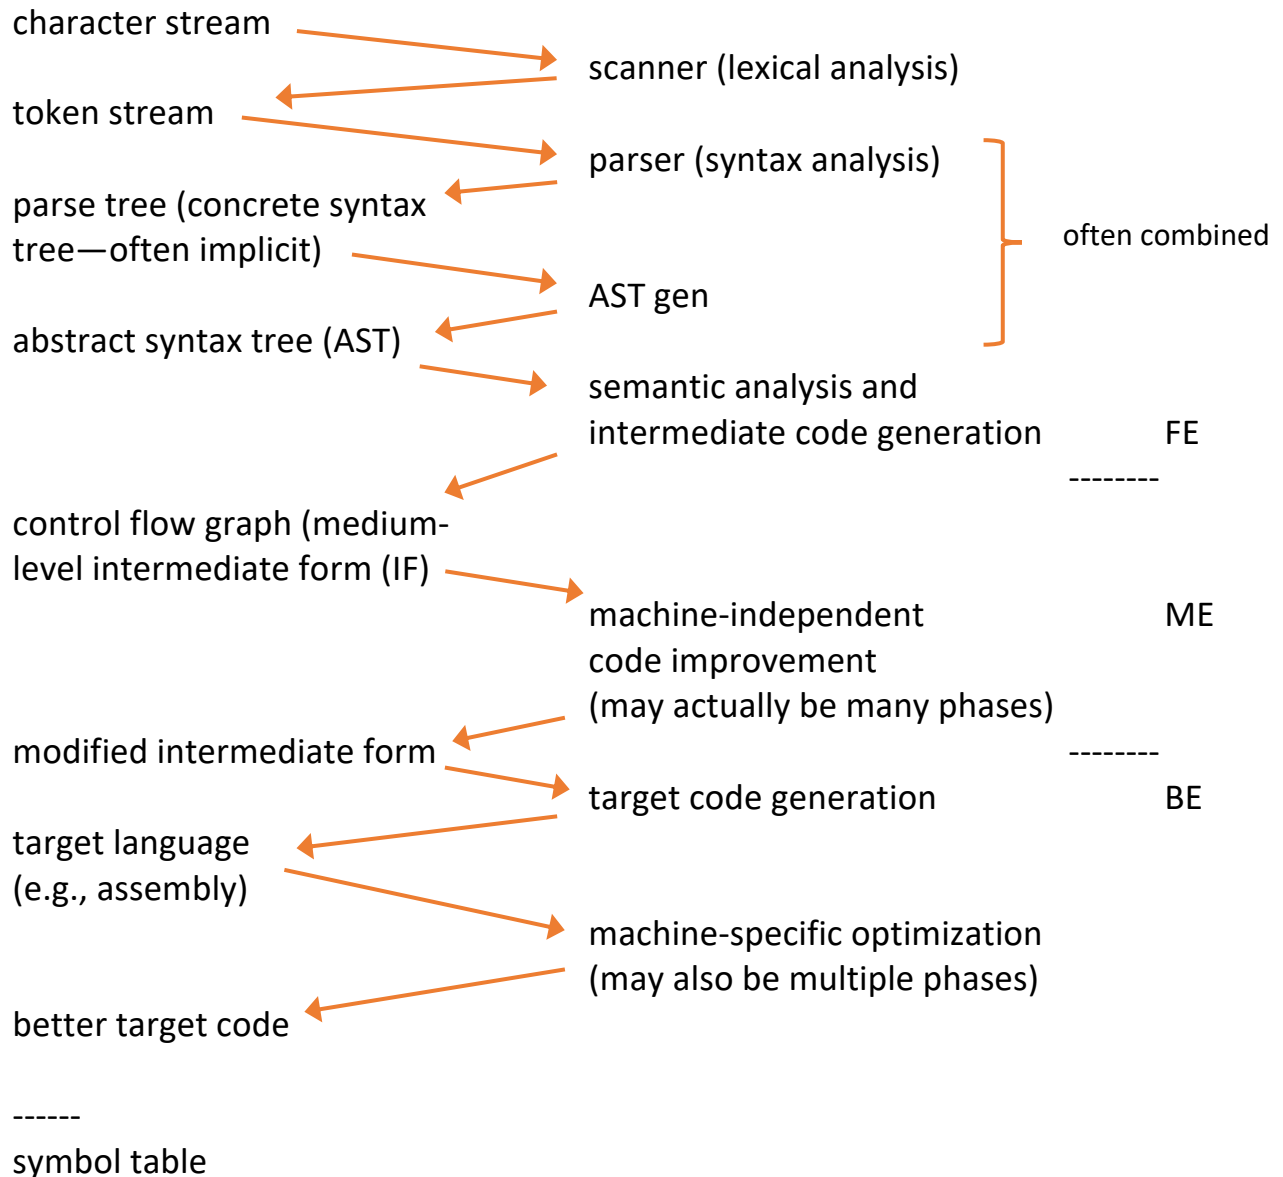 character stream
scanner (lexical analysis)
token stream
parser (syntax analysis)
parse tree (concrete syntax
tree—often implicit)
often combined
AST gen
abstract syntax tree (AST)
semantic analysis and
intermediate code generation FE
--------
control flow graph (medium-
level intermediate form (IF)
machine-independent ME
code improvement
(may actually be many phases)
modified intermediate form
--------
target code generation BE
target language
(e.g., assembly)
machine-specific optimization
(may also be multiple phases)
better target code
------
symbol table